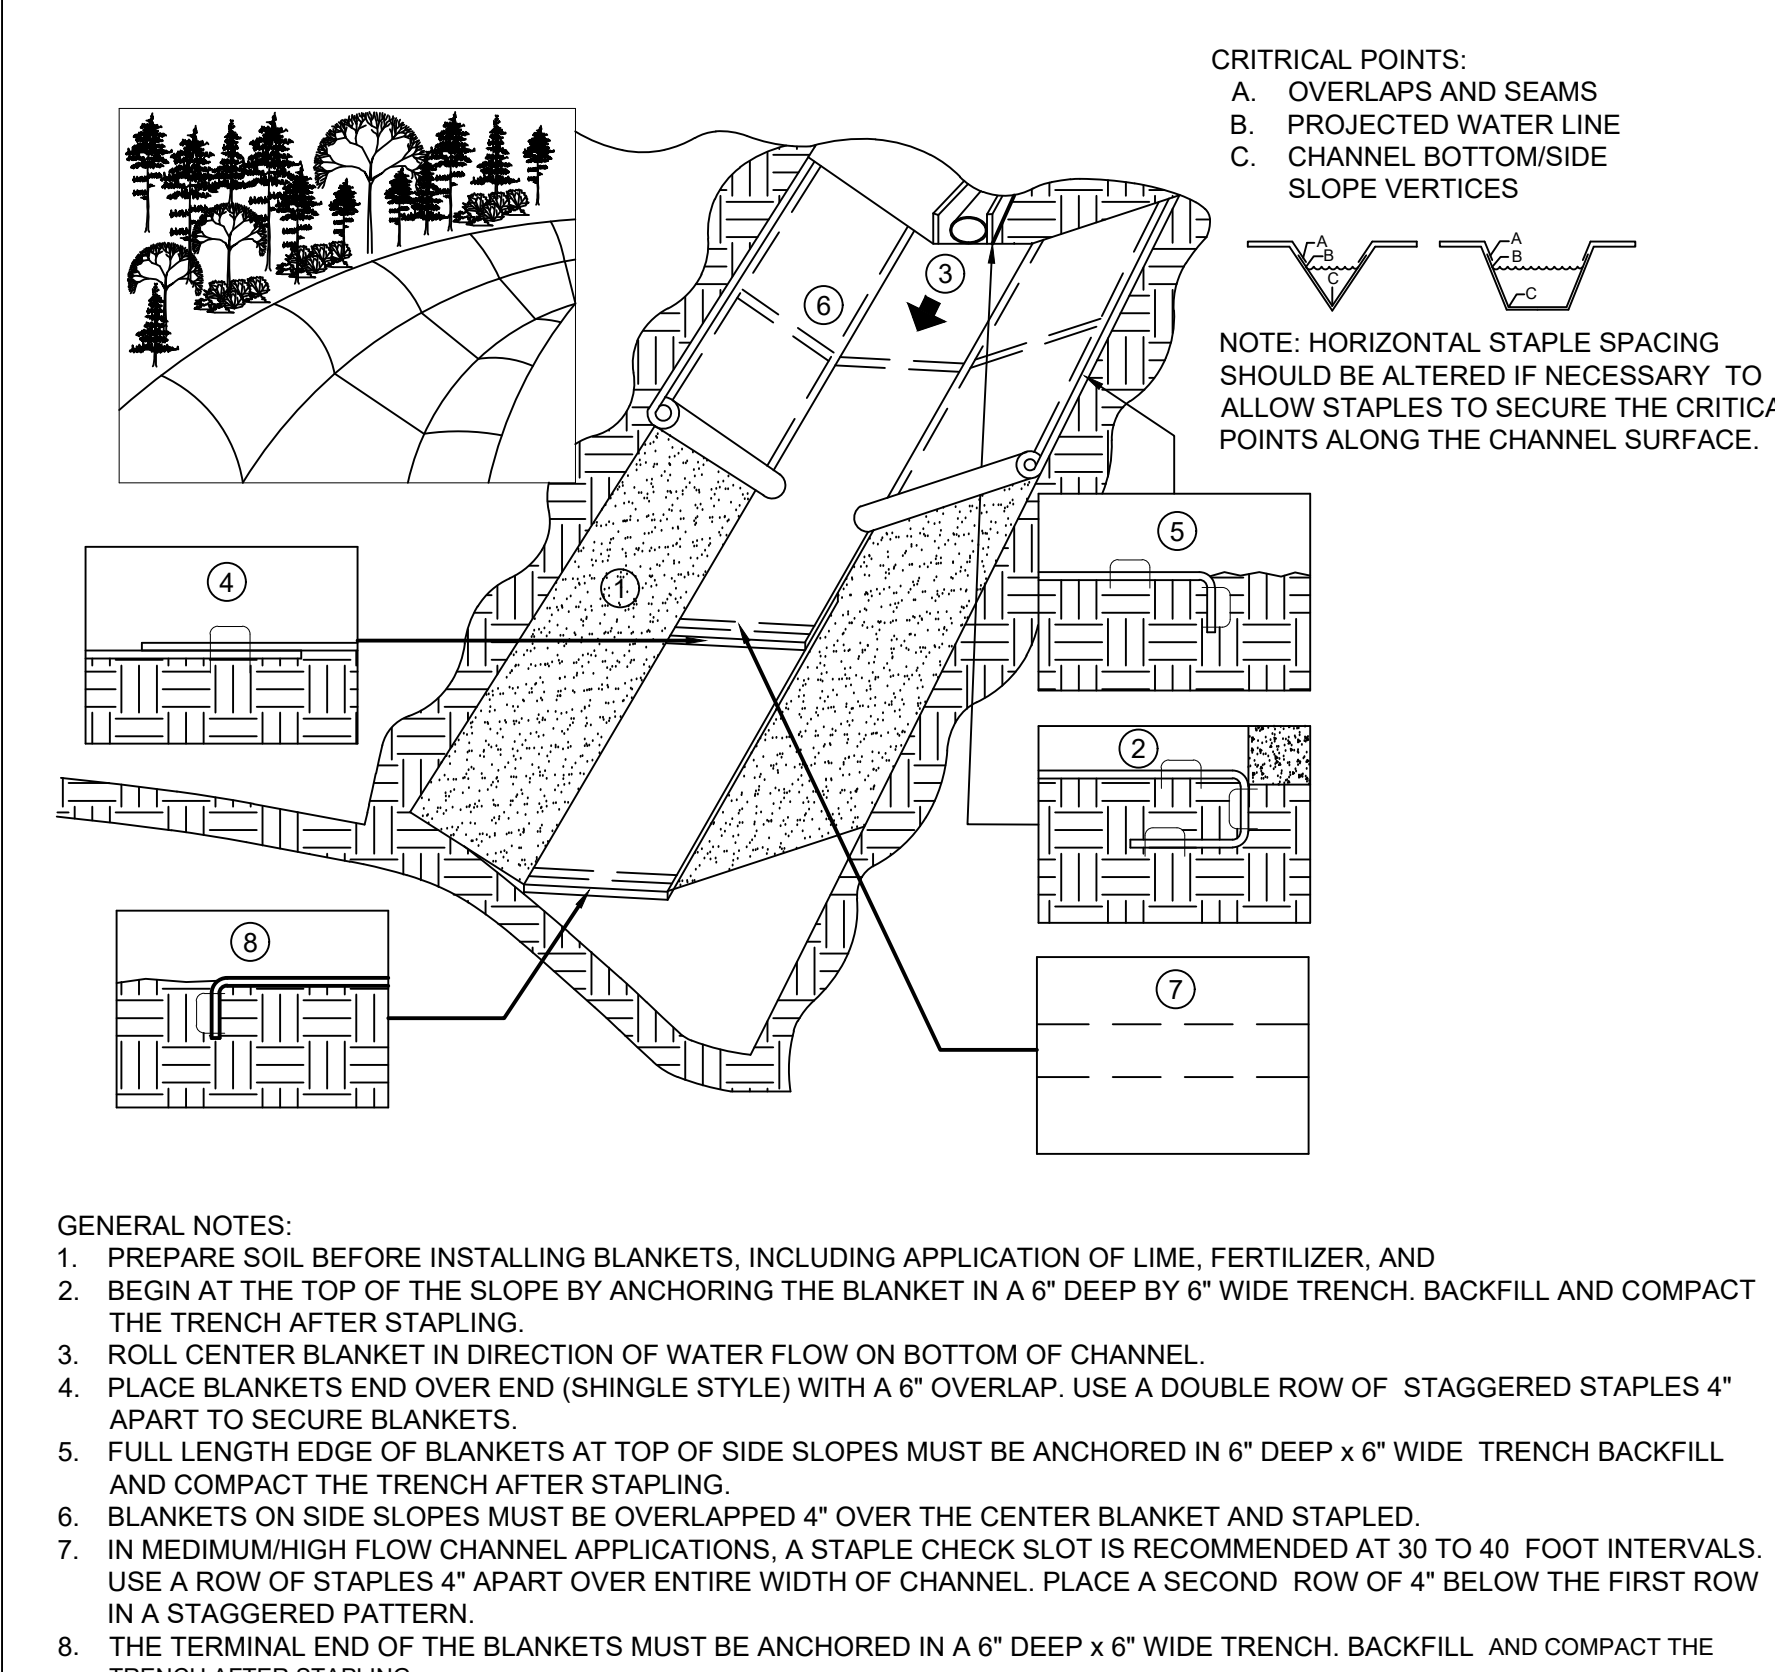 CRITRICAL POINTS:
A. OVERLAPS AND SEAMS
B. PROJECTED WATER LINE
C. CHANNEL BOTTOM/SIDE
SLOPE VERTICES
A
B
C
A
B
C
NOTE: HORIZONTAL STAPLE SPACING
SHOULD BE ALTERED IF NECESSARY TO
ALLOW STAPLES TO SECURE THE CRITICA
POINTS ALONG THE CHANNEL SURFACE.
3
6
5
4
1
2
8
7
GENERAL NOTES:
1. PREPARE SOIL BEFORE INSTALLING BLANKETS, INCLUDING APPLICATION OF LIME, FERTILIZER, AND
2. BEGIN AT THE TOP OF THE SLOPE BY ANCHORING THE BLANKET IN A 6" DEEP BY 6" WIDE TRENCH. BACKFILL AND COMPACT
THE TRENCH AFTER STAPLING.
3. ROLL CENTER BLANKET IN DIRECTION OF WATER FLOW ON BOTTOM OF CHANNEL.
4. PLACE BLANKETS END OVER END (SHINGLE STYLE) WITH A 6" OVERLAP. USE A DOUBLE ROW OF STAGGERED STAPLES 4"
APART TO SECURE BLANKETS.
5. FULL LENGTH EDGE OF BLANKETS AT TOP OF SIDE SLOPES MUST BE ANCHORED IN 6" DEEP x 6" WIDE TRENCH BACKFILL
AND COMPACT THE TRENCH AFTER STAPLING.
6. BLANKETS ON SIDE SLOPES MUST BE OVERLAPPED 4" OVER THE CENTER BLANKET AND STAPLED.
7. IN MEDIMUM/HIGH FLOW CHANNEL APPLICATIONS, A STAPLE CHECK SLOT IS RECOMMENDED AT 30 TO 40 FOOT INTERVALS.
USE A ROW OF STAPLES 4" APART OVER ENTIRE WIDTH OF CHANNEL. PLACE A SECOND ROW OF 4" BELOW THE FIRST ROW
IN A STAGGERED PATTERN.
8. THE TERMINAL END OF THE BLANKETS MUST BE ANCHORED IN A 6" DEEP x 6" WIDE TRENCH. BACKFILL AND COMPACT THE
TRENCH AFTER STAPLING